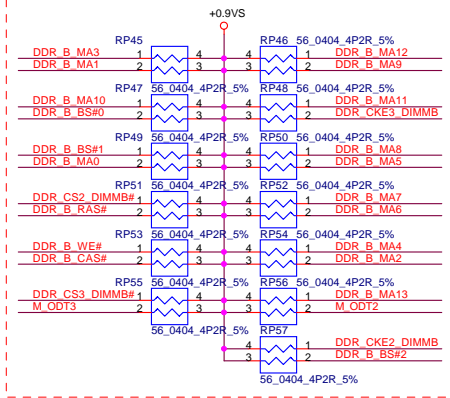 +0.9VS
RP45 RP46 56_0404_4P2R_5%
DDR_B_MA3 1 4 4 1 DDR_B_MA12
DDR_B_MA1 2 3 3 2 DDR_B_MA9
RP47 56_0404_4P2R_5% RP48 56_0404_4P2R_5%
DDR_B_MA10 1 4 4 1 DDR_B_MA11
DDR_B_BS#0 2 3 3 2 DDR_CKE3_DIMMB
RP49 56_0404_4P2R_5% RP50 56_0404_4P2R_5%
DDR_B_BS#1 1 4 4 1 DDR_B_MA8
DDR_B_MA0 2 3 3 2 DDR_B_MA5
RP51 56_0404_4P2R_5% RP52 56_0404_4P2R_5%
DDR_CS2_DIMMB# 1 4 4 1 DDR_B_MA7
DDR_B_RAS# 2 3 3 2 DDR_B_MA6
RP53 56_0404_4P2R_5% RP54 56_0404_4P2R_5%
DDR_B_WE# 1 4 4 1 DDR_B_MA4
DDR_B_CAS# 2 3 3 2 DDR_B_MA2
RP55 56_0404_4P2R_5% RP56 56_0404_4P2R_5%
DDR_CS3_DIMMB# 1 4 4 1 DDR_B_MA13
M_ODT3 2 3 3 2 M_ODT2
56_0404_4P2R_5% RP57 56_0404_4P2R_5%
4 1 DDR_CKE2_DIMMB
3 2 DDR_B_BS#2
56_0404_4P2R_5%